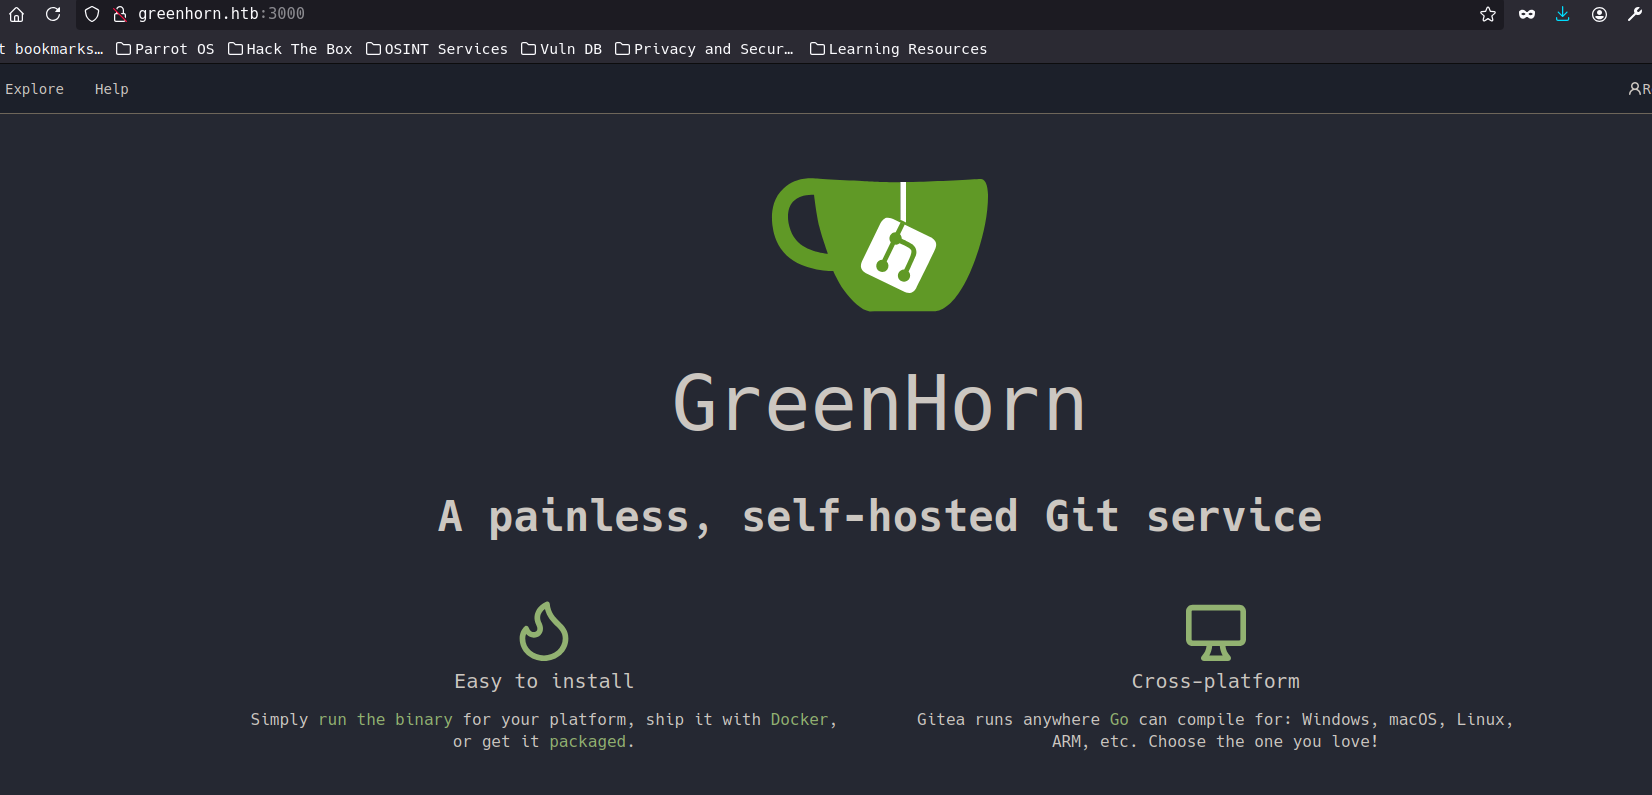 greenhorn.htb:3000
t bookmarks… Parrot OS Hack The Box OSINT Services Vuln DB Privacy and Secur… Learning Resources
Explore Help R
GreenHorn
A painless, self-hosted Git service
Easy to install
Simply run the binary for your platform, ship it with Docker,
or get it packaged.
Cross-platform
Gitea runs anywhere Go can compile for: Windows, macOS, Linux,
ARM, etc. Choose the one you love!